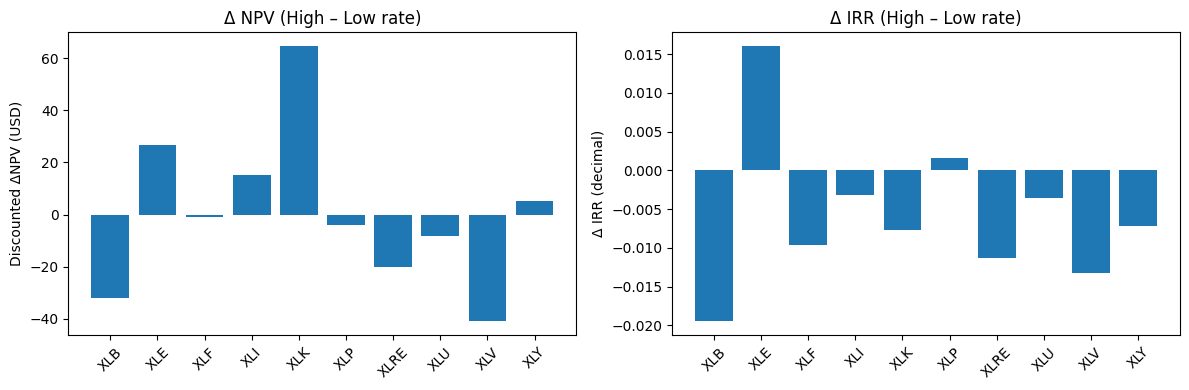 Δ NPV (High – Low rate)
Discounted ΔNPV (USD)
60
40
20
0
−20
−40
XLB
XLE
XLF
XLI
XLK
XLP
XLRE
XLU
XLV
XLY
Δ IRR (High – Low rate)
Δ IRR (decimal)
0.015
0.010
0.005
0.000
−0.005
−0.010
−0.015
−0.020
XLB
XLE
XLF
XLI
XLK
XLP
XLRE
XLU
XLV
XLY